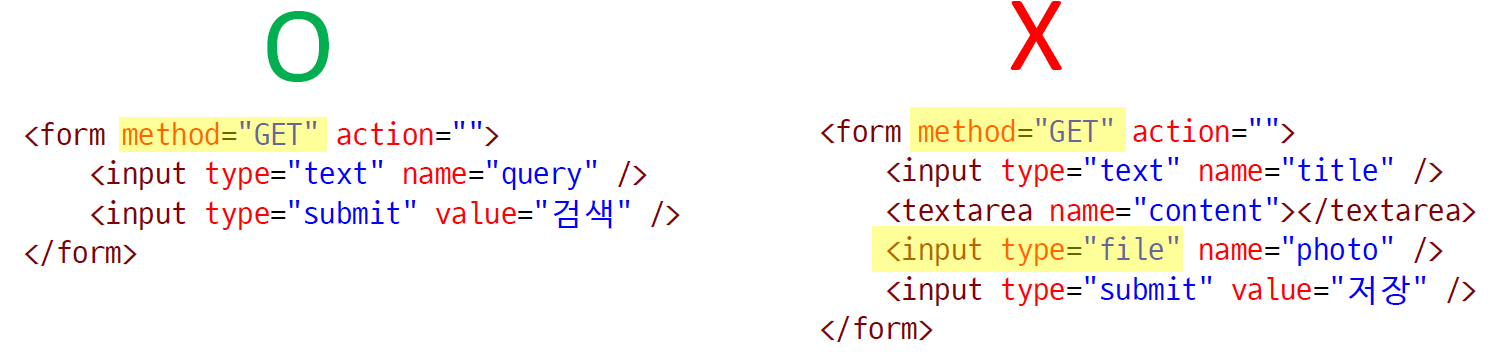 O
<form method="GET" action="">
<input type="text" name="query" />
<input type="submit" value="검색" />
</form>
X
<form method="GET" action="">
<input type="text" name="title" />
<textarea name="content"></textarea>
<input type="file" name="photo" />
<input type="submit" value="저장" />
</form>